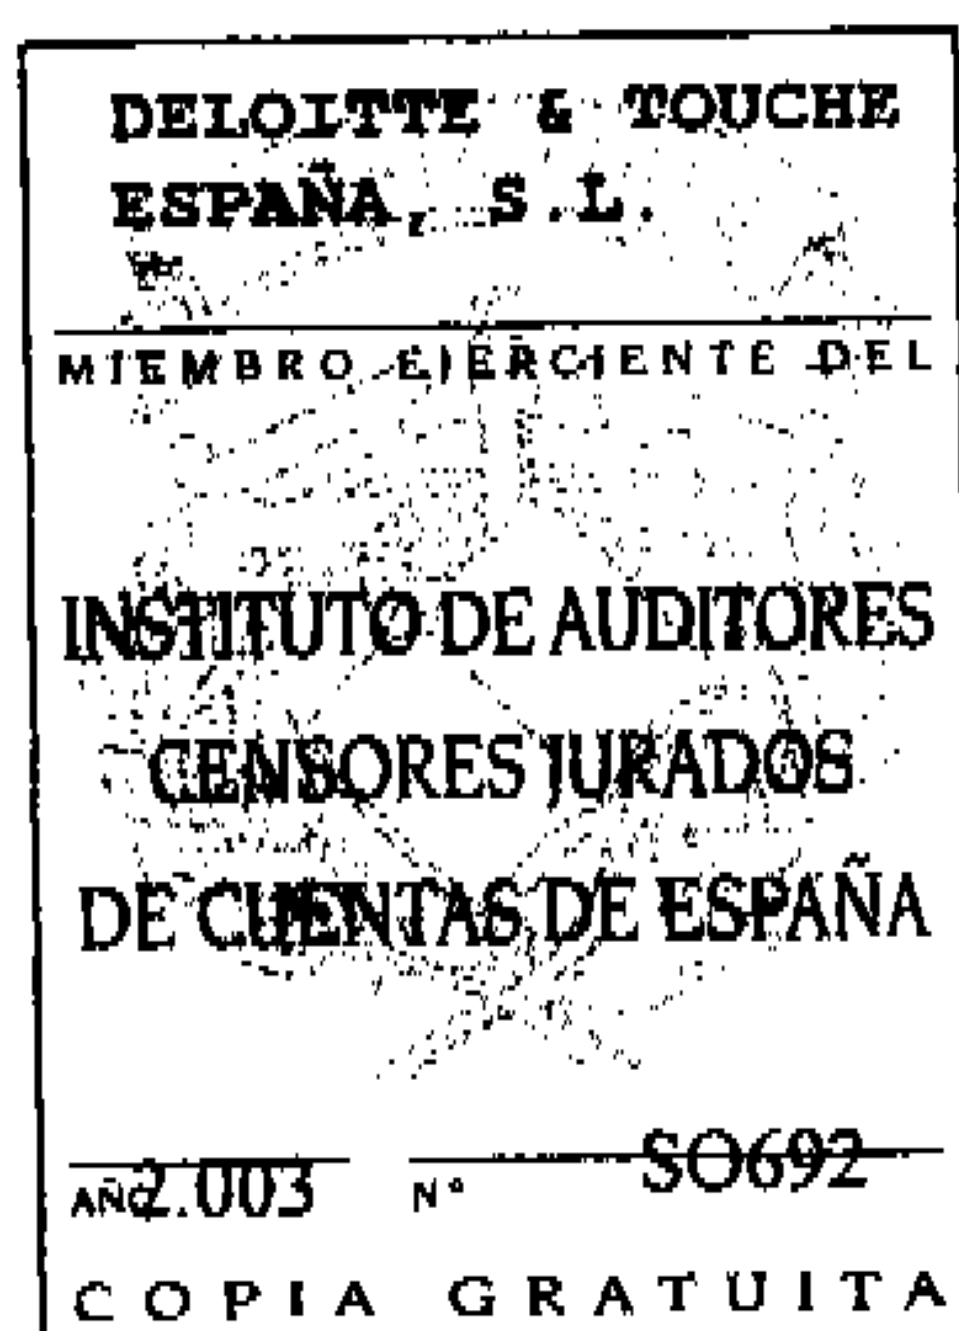 DELOITTE & TOUCHE
ESPAÑA, S.L.
MIEMBRO EJERCIENTE DEL
INSTITUTO DE AUDITORES
CENSORES JURADOS
DE CUENTAS DE ESPAÑA
AÑO 2.003 Nº SO692
COPIA GRATUITA